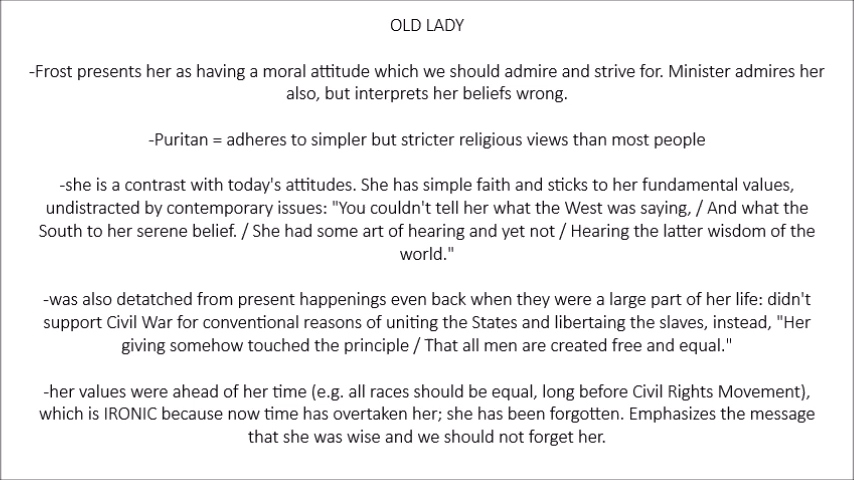 OLD LADY
-Frost presents her as having a moral attitude which we should admire and strive for. Minister admires her
also, but interprets her beliefs wrong.
-Puritan = adheres to simpler but stricter religious views than most people
-she is a contrast with today's attitudes. She has simple faith and sticks to her fundamental values,
undistracted by contemporary issues: "You couldn't tell her what the West was saying, / And what the
South to her serene belief. / She had some art of hearing and yet not / Hearing the latter wisdom of the
world."
-was also detatched from present happenings even back when they were a large part of her life: didn't
support Civil War for conventional reasons of uniting the States and libertaing the slaves, instead, "Her
giving somehow touched the principle / That all men are created free and equal."
-her values were ahead of her time (e.g. all races should be equal, long before Civil Rights Movement),
which is IRONIC because now time has overtaken her; she has been forgotten. Emphasizes the message
that she was wise and we should not forget her.